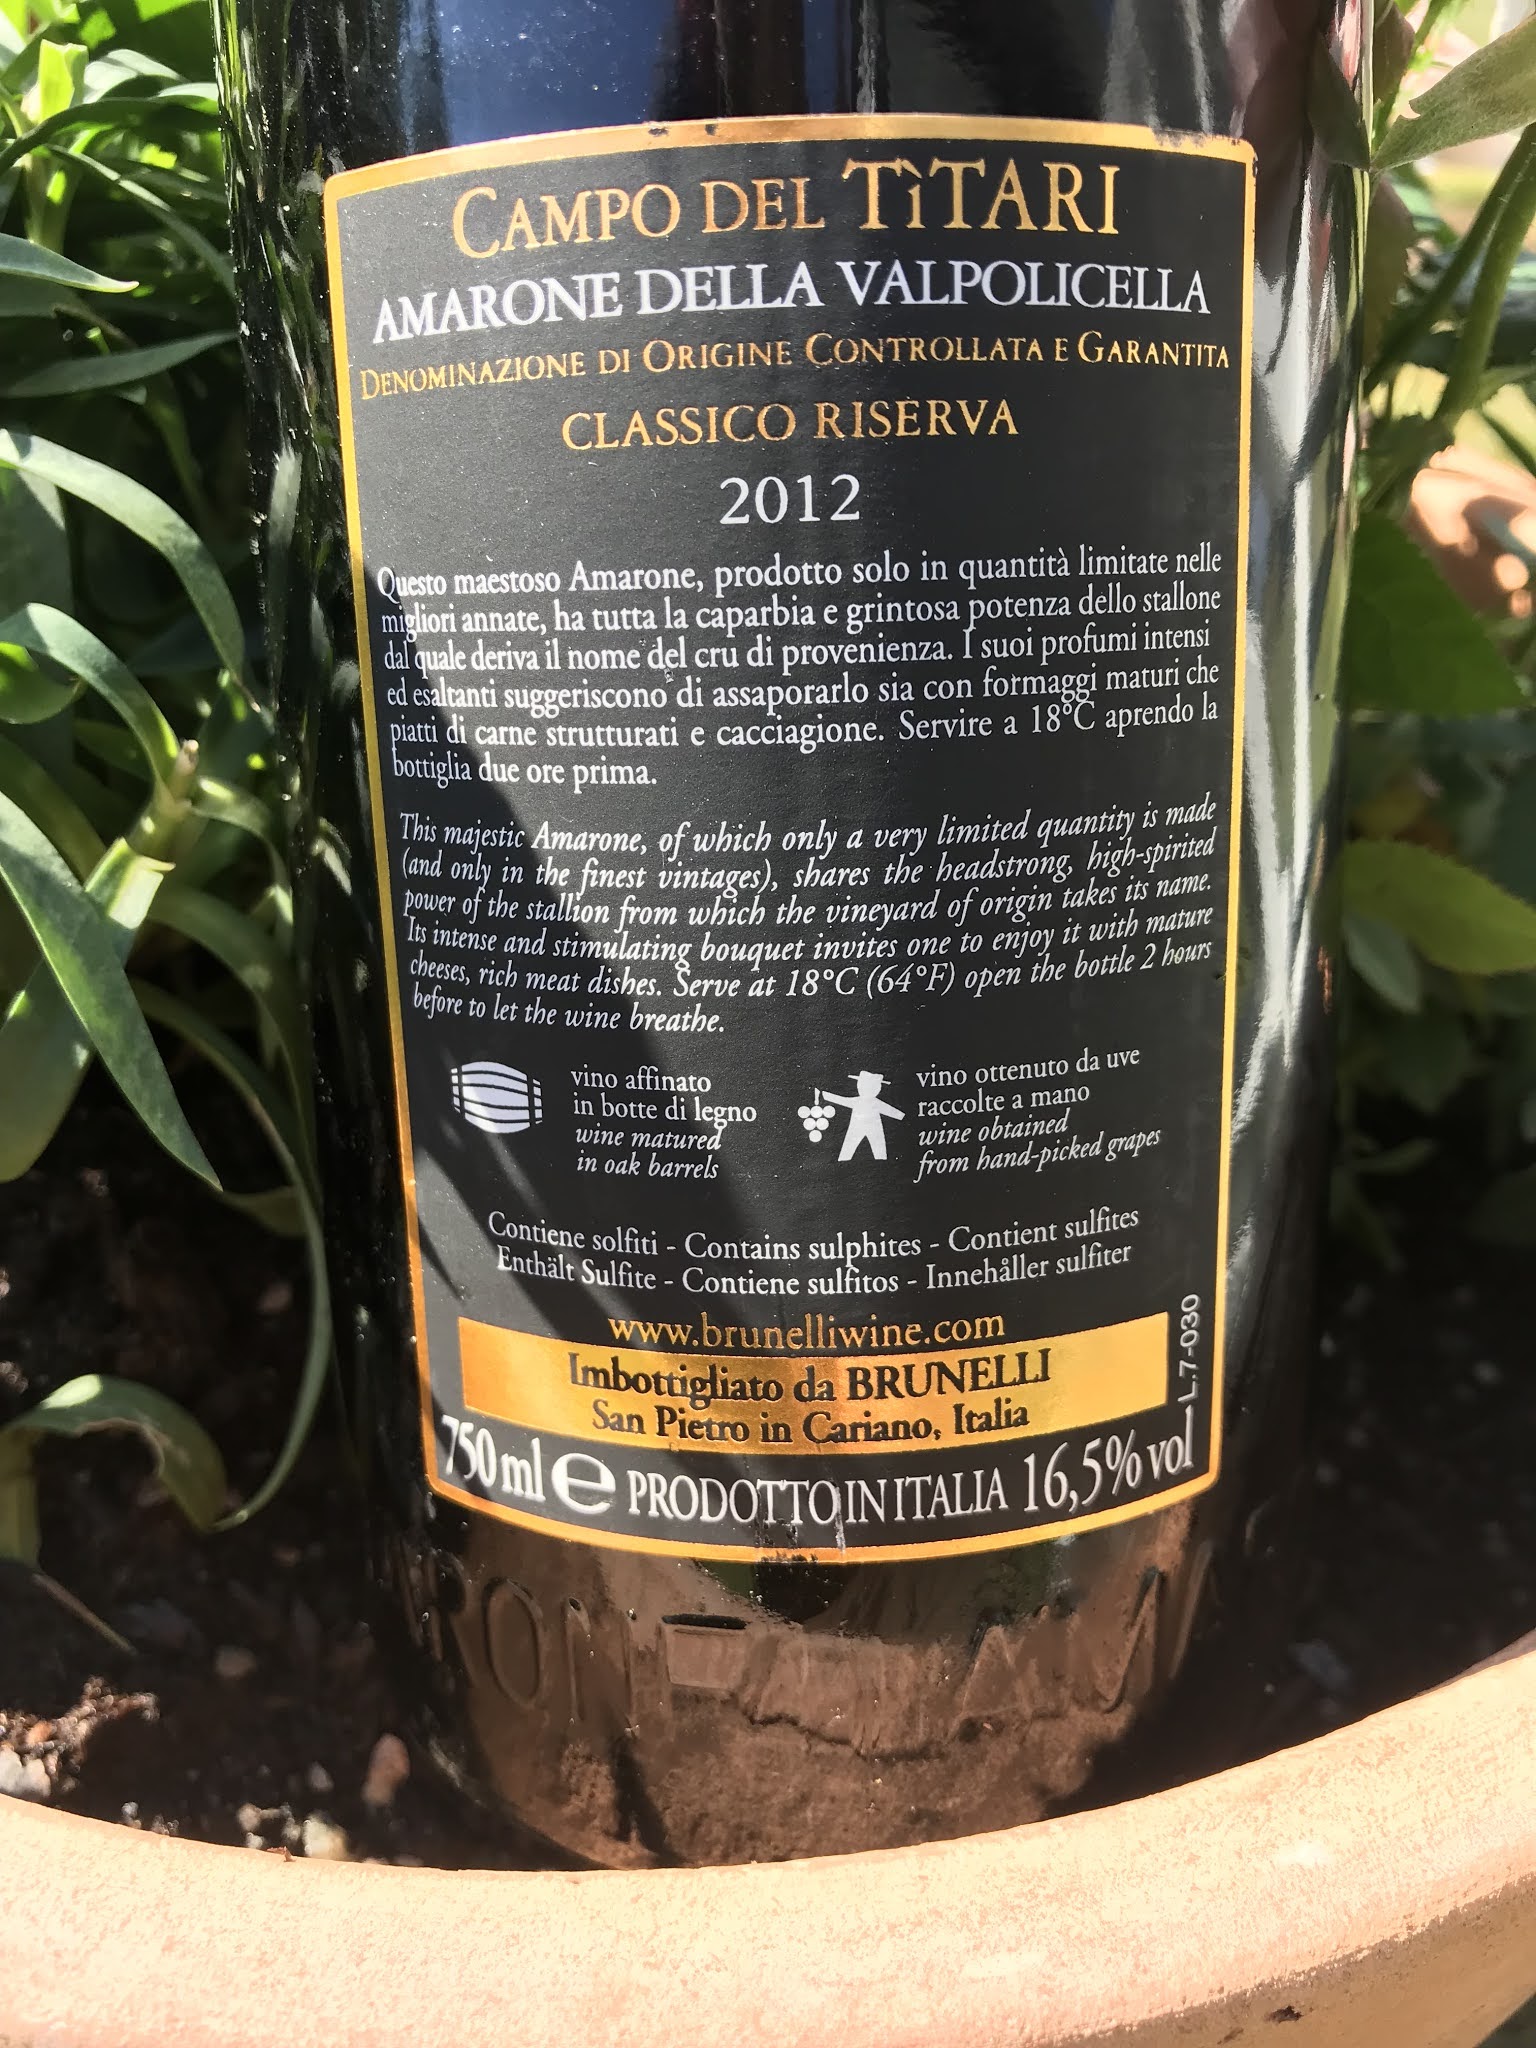 CAMPO DEL TìTARI
AMARONE DELLA VALPOLICELLA
DENOMINAZIONE DI ORIGINE CONTROLLATA E GARANTITA
CLASSICO RISERVA
2012
Questo maestoso Amarone, prodotto solo in quantità limitate nelle
migliori annate, ha tutta la caparbia e grintosa potenza dello stallone
dal quale deriva il nome del cru di provenienza. I suoi profumi intensi
ed esaltanti suggeriscono di assaporarlo sia con formaggi maturi che
piatti di carne strutturati e cacciagione. Servire a 18°C aprendo la
bottiglia due ore prima.
This majestic Amarone, of which only a very limited quantity is made
(and only in the finest vintages), shares the headstrong, high-spirited
power of the stallion from which the vineyard of origin takes its name.
Its intense and stimulating bouquet invites one to enjoy it with mature
cheeses, rich meat dishes. Serve at 18°C (64°F) open the bottle 2 hours
before to let the wine breathe.
vino affinato
in botte di legno
wine matured
in oak barrels
vino ottenuto da uve
raccolte a mano
wine obtained
from hand-picked grapes
Contiene solfiti - Contains sulphites - Contient sulfites
Enthält Sulfite - Contiene sulfitos - Innehåller sulfiter
www.brunelliwine.com
Imbottigliato da BRUNELLI
San Pietro in Cariano, Italia
L.7-030
750 ml e PRODOTTO IN ITALIA 16,5% vol